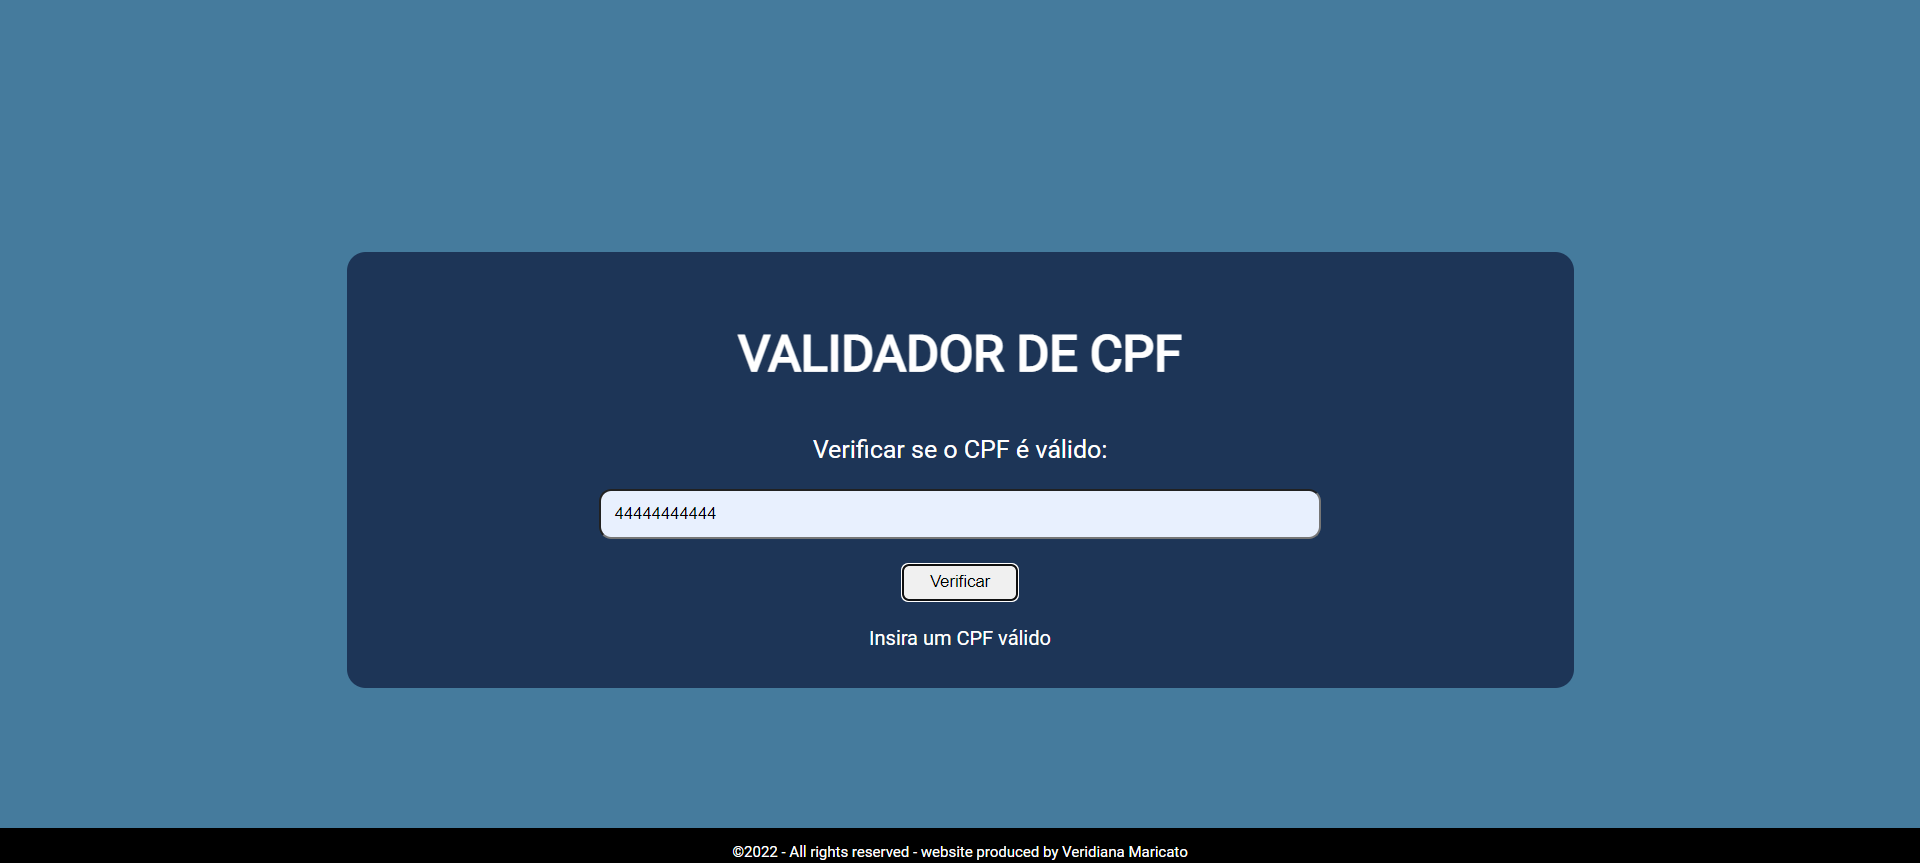 VALIDADOR DE CPF
Verificar se o CPF é válido:
44444444444
Verificar
Insira um CPF válido
©2022 - All rights reserved - website produced by Veridiana Maricato